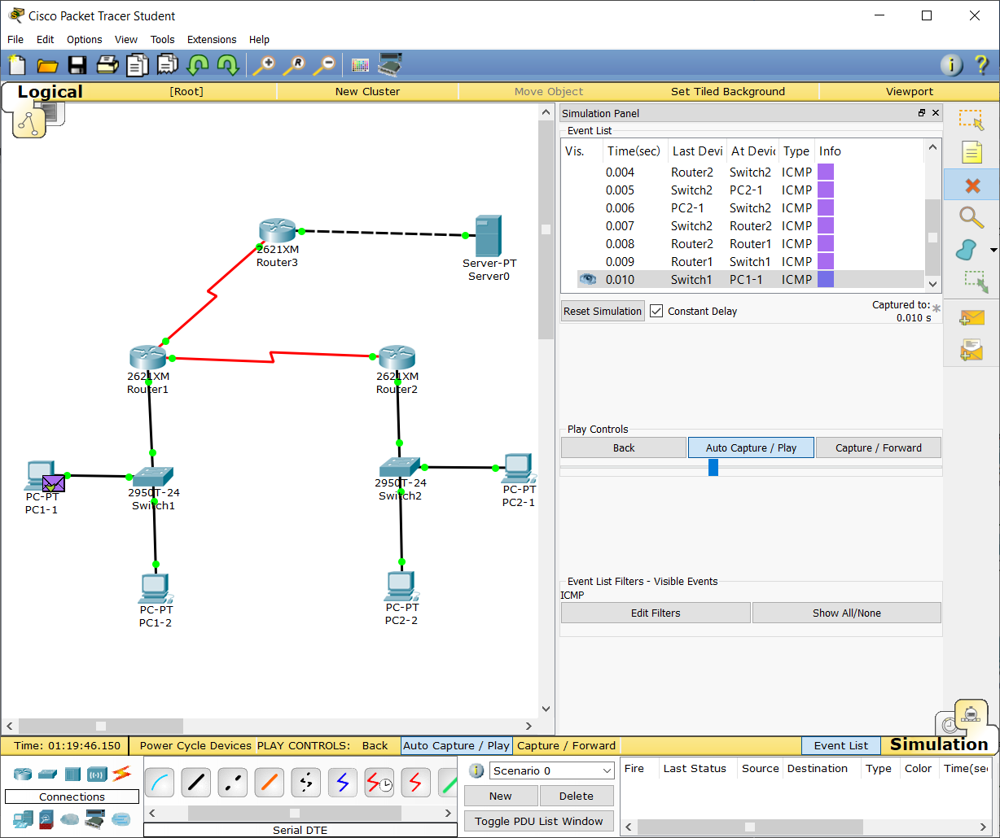 Cisco Packet Tracer Student
File Edit Options View Tools Extensions Help
Logical [Root] New Cluster Move Object Set Tiled Background Viewport
Simulation Panel
Event List
Vis. Time(sec) Last Devi At Devic Type Info
0.004 Router2 Switch2 ICMP
0.005 Switch2 PC2-1 ICMP
0.006 PC2-1 Switch2 ICMP
0.007 Switch2 Router2 ICMP
0.008 Router2 Router1 ICMP
0.009 Router1 Switch1 ICMP
0.010 Switch1 PC1-1 ICMP
Reset Simulation Constant Delay Captured to:
0.010 s
2621XM
Router3
Server-PT
Server0
2621XM
Router1
2621XM
Router2
PC-PT
PC1-1
2950T-24
Switch1
2950T-24
Switch2
PC-PT
PC2-1
PC-PT
PC1-2
PC-PT
PC2-2
Play Controls
Back Auto Capture / Play Capture / Forward
Event List Filters - Visible Events
ICMP
Edit Filters Show All/None
Time: 01:19:46.150 Power Cycle Devices PLAY CONTROLS: Back Auto Capture / Play Capture / Forward Event List Simulation
Connections
Serial DTE
Scenario 0
New Delete
Toggle PDU List Window
Fire Last Status Source Destination Type Color Time(sec